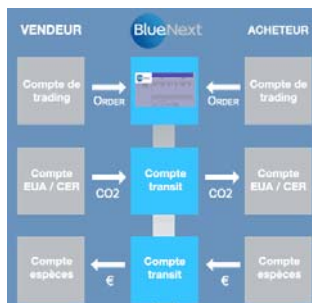 VENDEUR
BlueNext
ACHETEUR
Compte de
trading
ORDER
ORDER
Compte de
trading
Compte
EUA / CER
CO2
Compte
transit
CO2
Compte
EUA / CER
Compte
espèces
€
Compte
transit
€
Compte
espèces